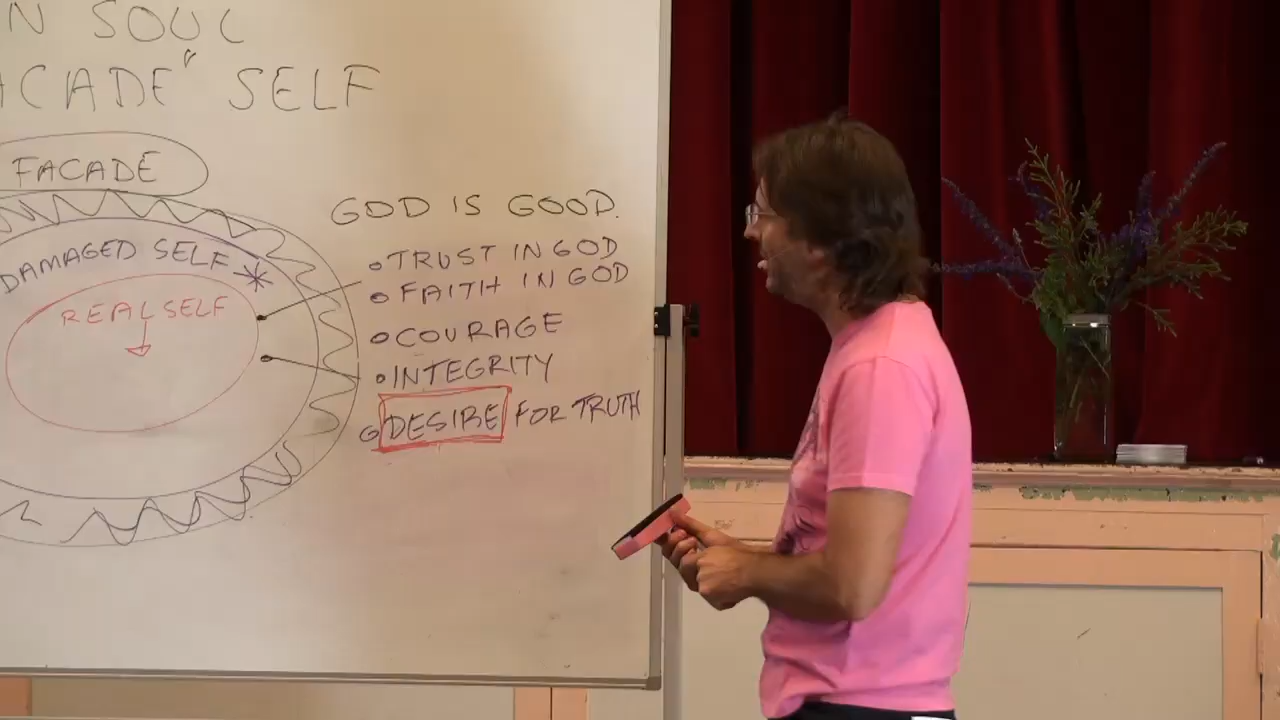 N SOUL
ACADE" SELF
FACADE
DAMAGED SELF *
REAL SELF
GOD IS GOOD.
• TRUST IN GOD
• FAITH IN GOD
• COURAGE
• INTEGRITY
• DESIRE FOR TRUTH